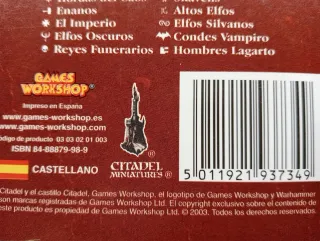 Enanos
El Imperio
Elfos Oscuros
Reyes Funerarios
Altos Elfos
Elfos Silvanos
Condes Vampiro
Hombres Lagarto
GAMES
WORKSHOP
Impreso en España
www.games-workshop.es
www.games-workshop.com
Código de producto 03 03 02 01 003
ISBN 84-88879-98-9
CASTELLANO
CITADEL
MINIATURES
5 011921 937349
Citadel y el castillo Citadel, Games Workshop, el logotipo de Games Workshop y Warhammer
son marcas registradas de Games Workshop Ltd. El copyright exclusivo sobre el contenido de
este producto es propiedad de Games Workshop Ltd. © 2003. Todos los derechos reservados.